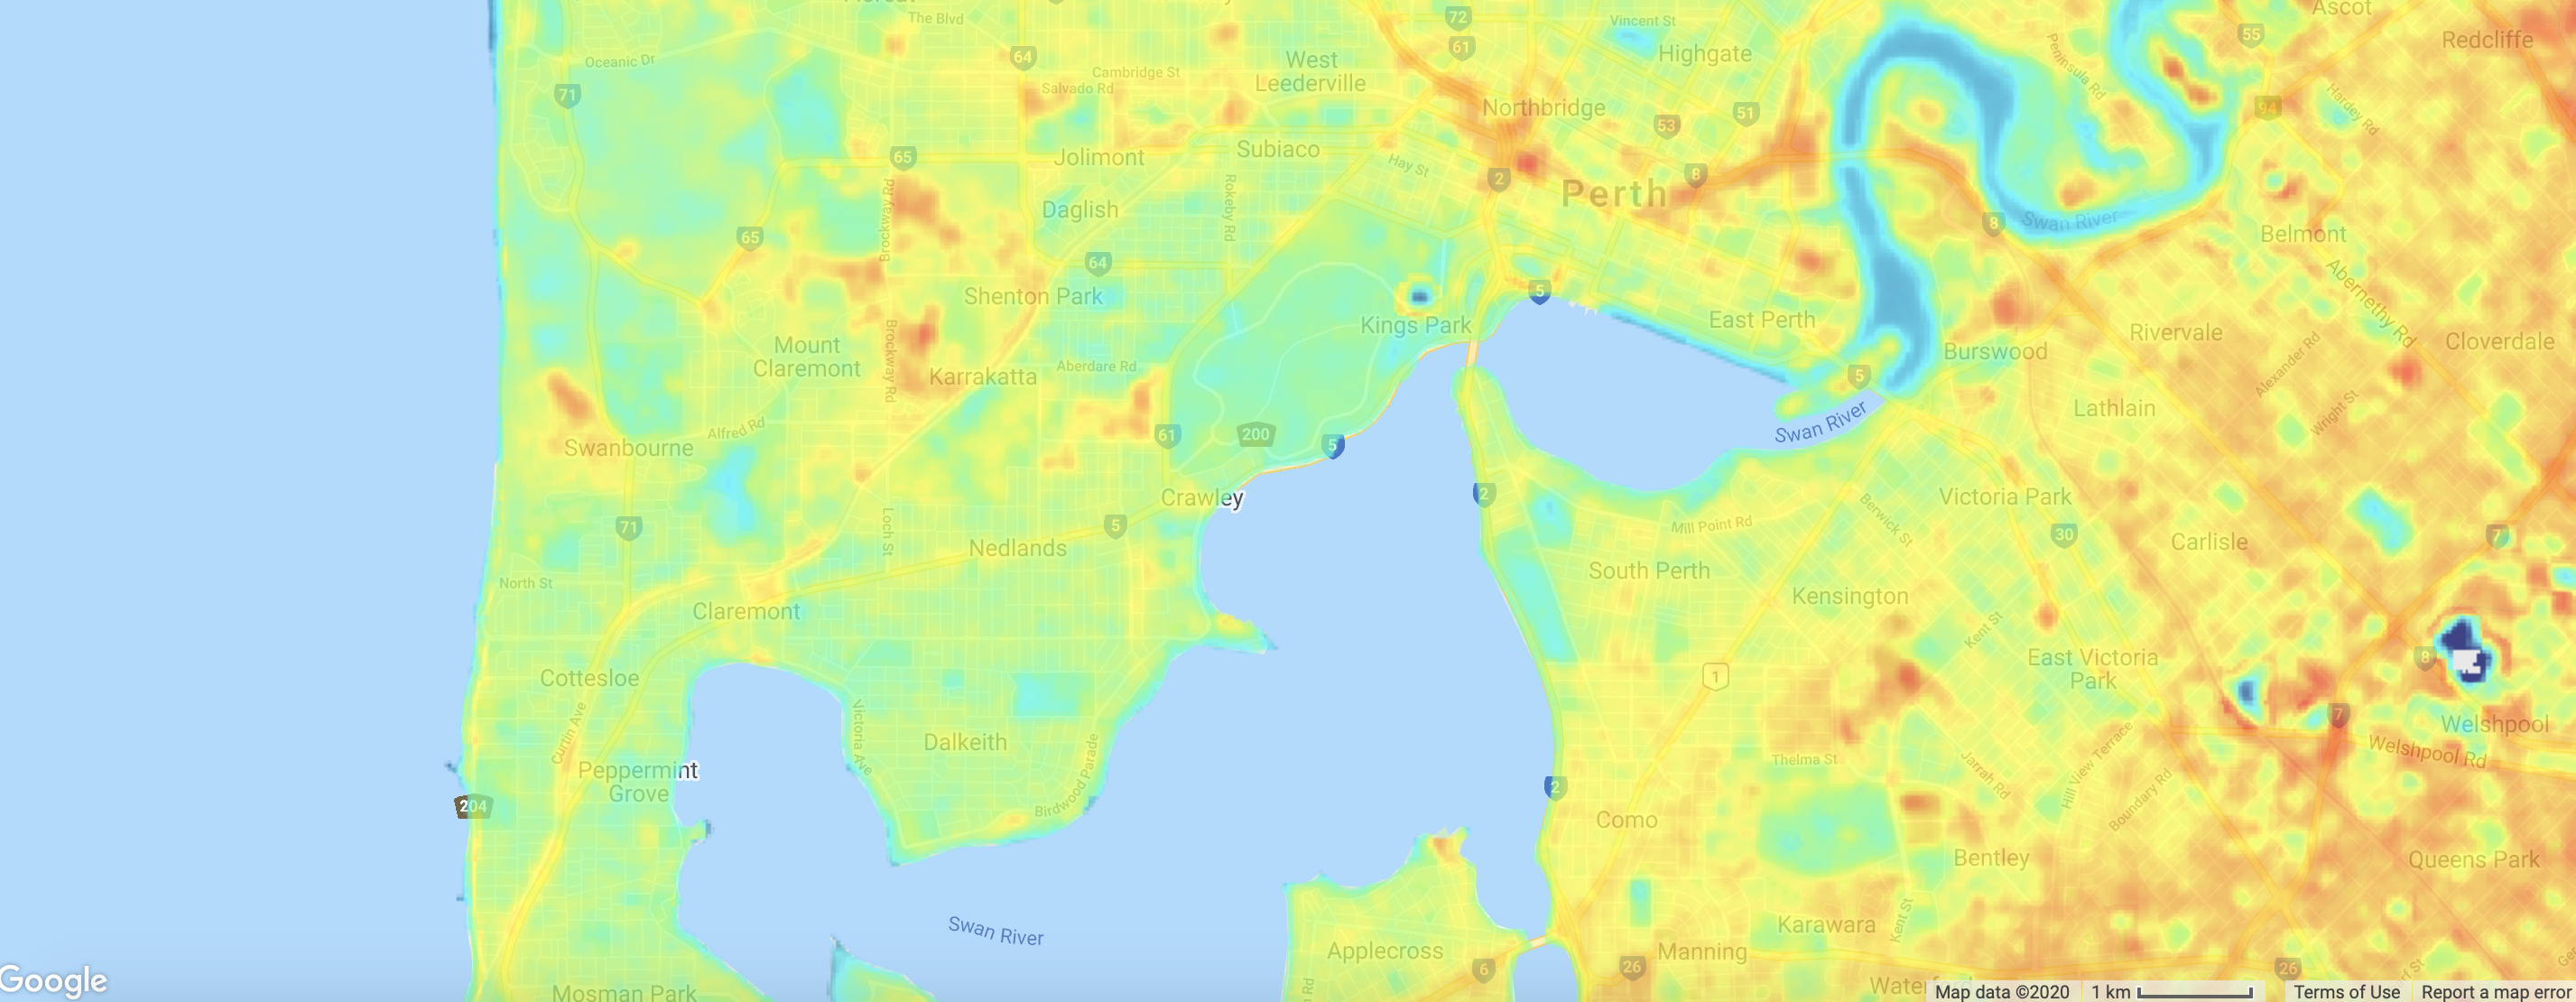 The Blvd
72
Vincent St
Ascot
55
Redcliffe
Oceanic Dr
64
61
Highgate
West
Leederville
Cambridge St
Salvado Rd
Peninsula Rd
71
Northbridge
51
94
Hardey Rd
53
65
Jolimont
Subiaco
Hay St
2
8
Perth
Brockway Rd
Rokeby Rd
Daglish
Swan River
8
Belmont
65
64
Abernethy Rd
Shenton Park
5
Kings Park
East Perth
Rivervale
Cloverdale
Mount
Claremont
Brockway Rd
Aberdare Rd
Burswood
Alexander Rd
Karrakatta
5
Wright St
Lathlain
Swan River
Alfred Rd
Swanbourne
61
200
5
Crawley
2
Victoria Park
71
Loch St
5
Nedlands
Mill Point Rd
Berwick St
30
7
Carlisle
North St
South Perth
Kensington
Claremont
Kent St
East Victoria
Park
8
Cottesloe
1
Curtin Ave
Victoria Ave
Dalkeith
Birdwood Parade
7
Welshpool
Welshpool Rd
Thelma St
Jarrah Rd
Hill View Terrace
Boundary Rd
Peppermint
Grove
204
2
Como
Bentley
Queens Park
Swan River
Applecross
6
26
Manning
Karawara
Kent St
26
Mosman Park
Rd
Google
Map data ©2020
1 km
Terms of Use
Report a map error